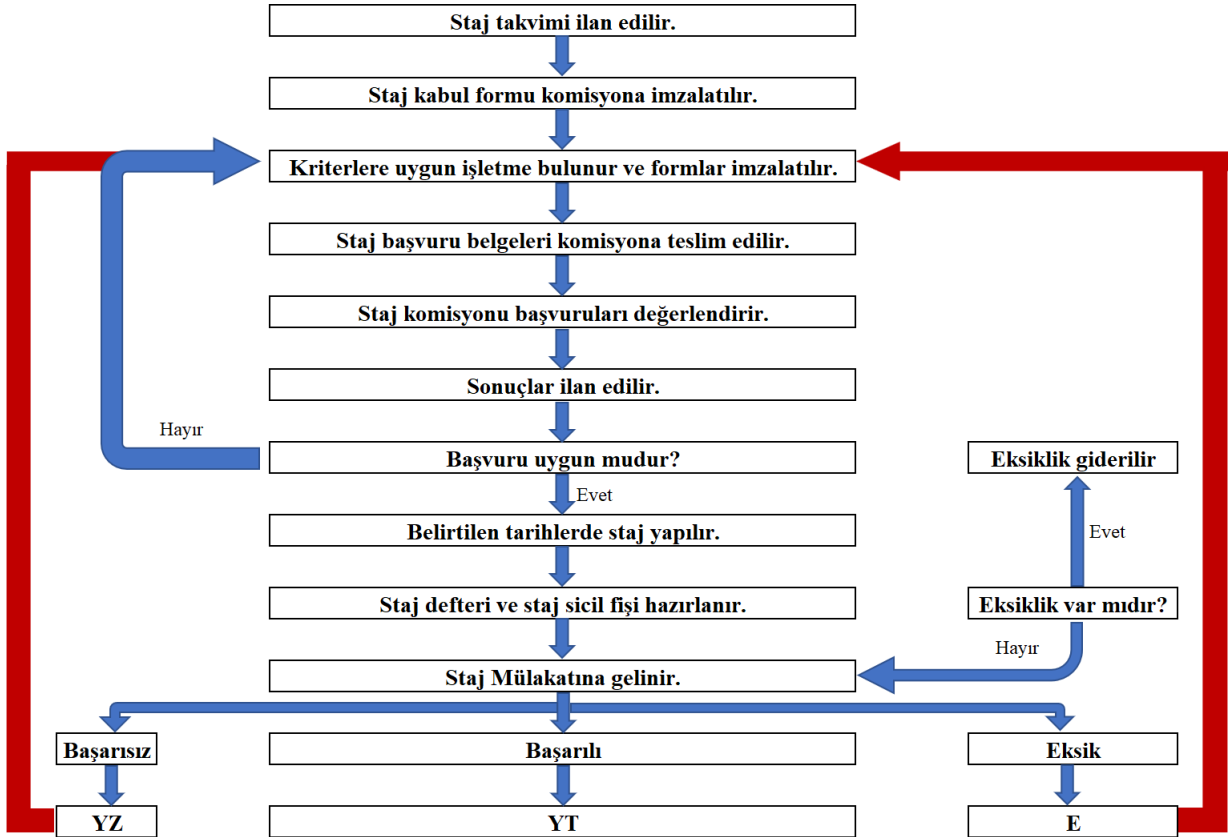 Staj takvimi ilan edilir.
Staj kabul formu komisyona imzalatılır.
Kriterlere uygun işletme bulunur ve formlar imzalatılır.
Staj başvuru belgeleri komisyona teslim edilir.
Staj komisyonu başvuruları değerlendirir.
Sonuçlar ilan edilir.
Hayır
Başvuru uygun mudur?
Eksiklik giderilir
Evet
Belirtilen tarihlerde staj yapılır.
Evet
Staj defteri ve staj sicil fişi hazırlanır.
Eksiklik var mıdır?
Hayır
Staj Mülakatına gelinir.
Başarısız
Başarılı
Eksik
YZ
YT
E